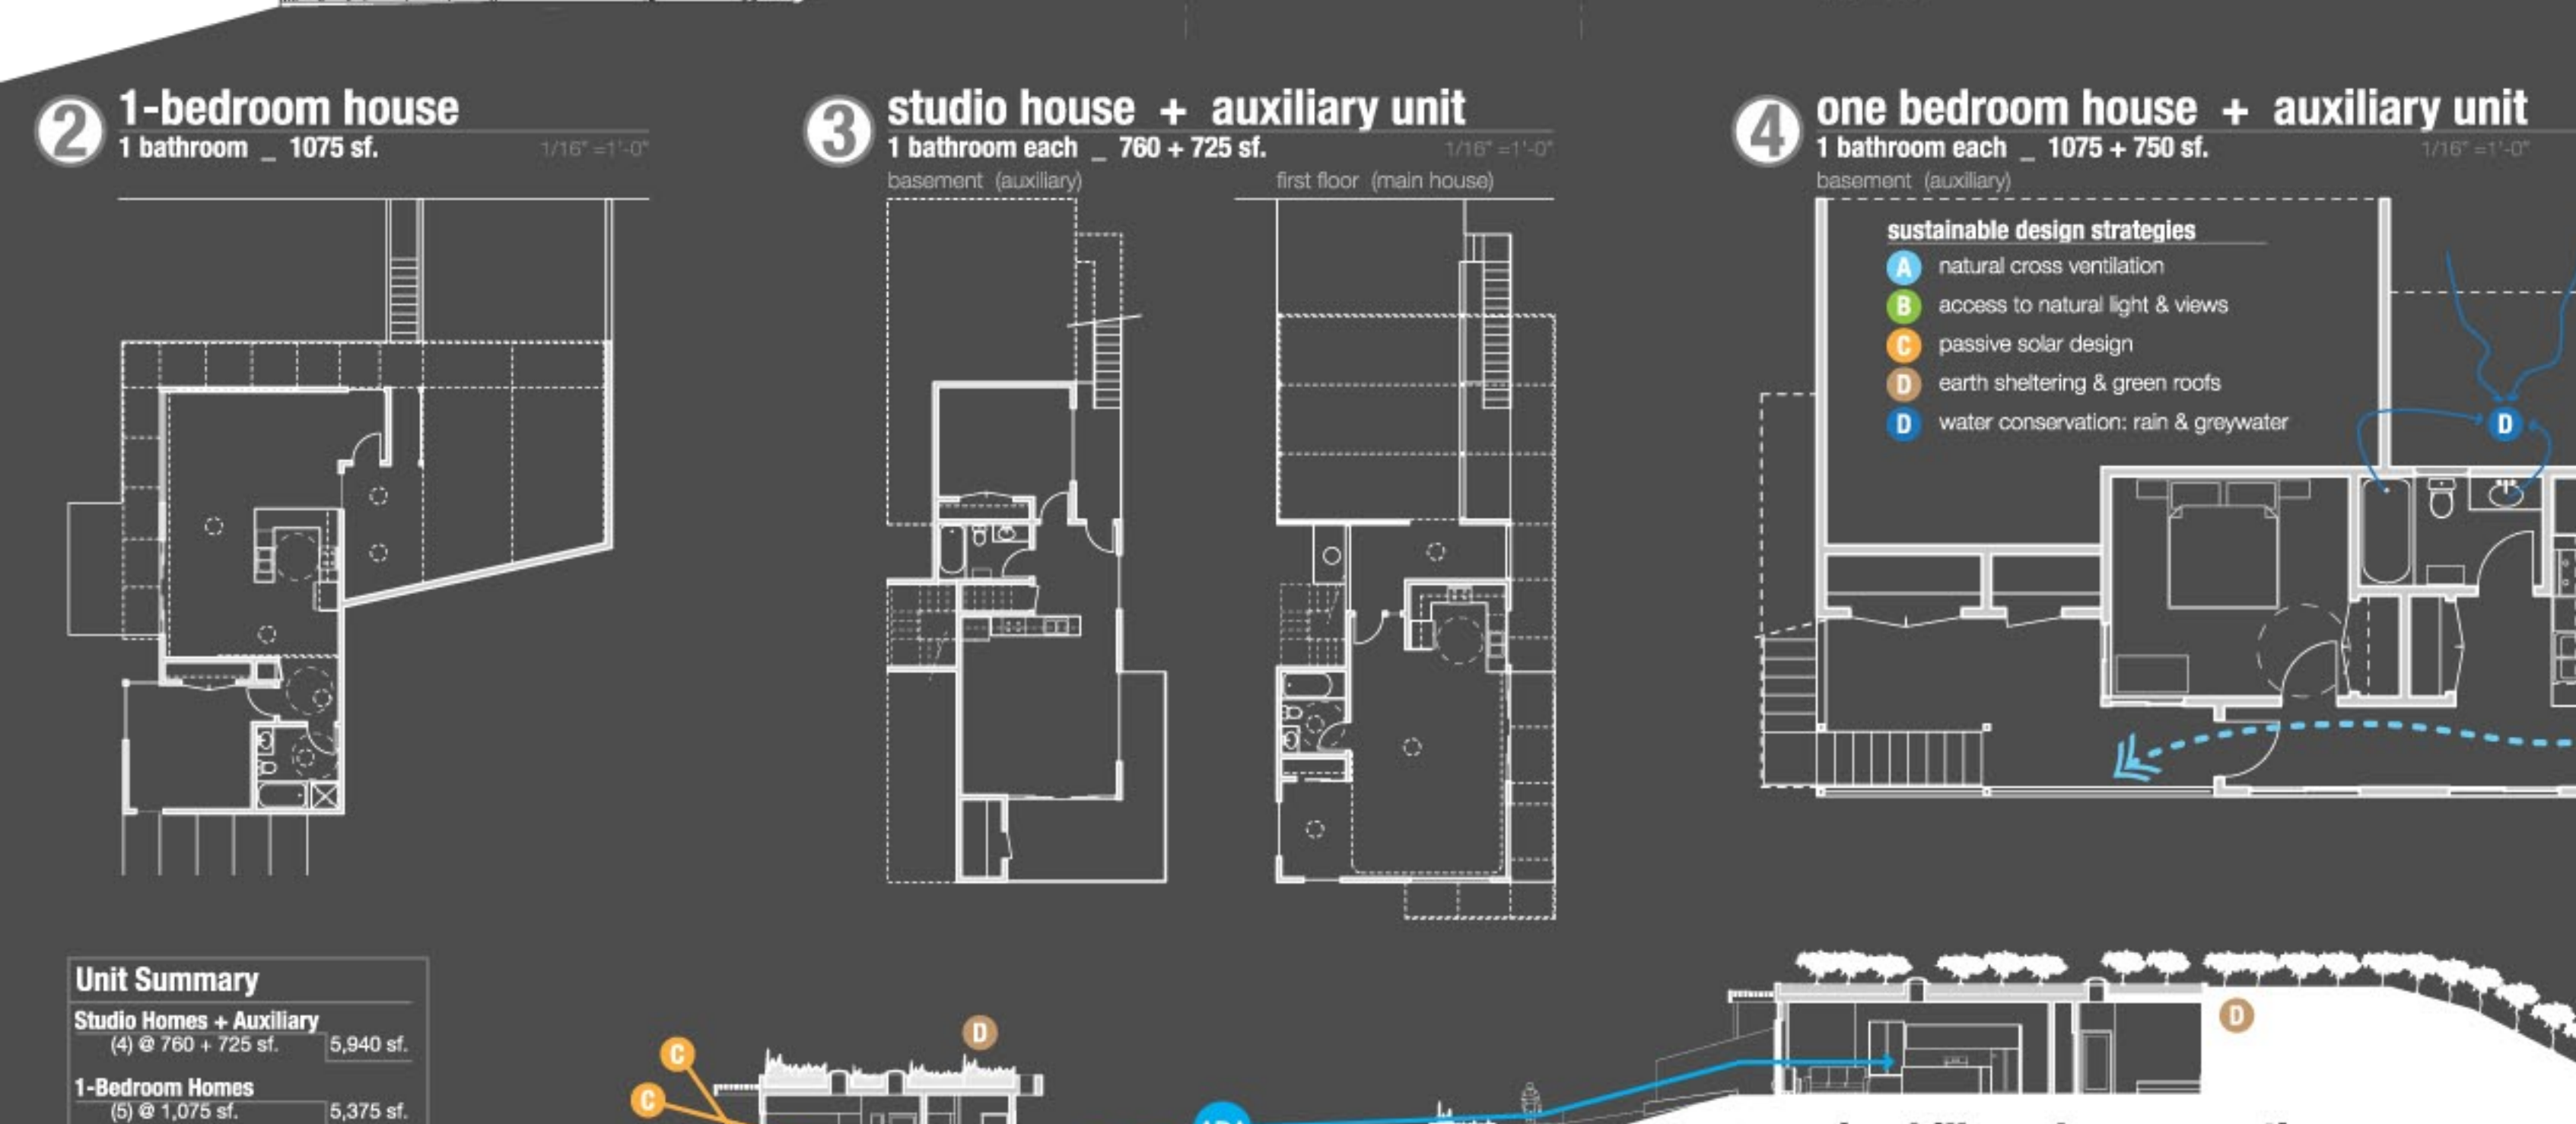 2 1-bedroom house
1 bathroom _ 1075 sf.
1/16" =1'-0"
3 studio house + auxiliary unit
1 bathroom each _ 760 + 725 sf.
1/16" =1'-0"
basement (auxiliary)
first floor (main house)
4 one bedroom house + auxiliary unit
1 bathroom each _ 1075 + 750 sf.
1/16" =1'-0"
basement (auxiliary)
sustainable design strategies
A natural cross ventilation
B access to natural light & views
C passive solar design
D earth sheltering & green roofs
D water conservation: rain & greywater
D
Unit Summary
Studio Homes + Auxiliary
(4) @ 760 + 725 sf. 5,940 sf.
1-Bedroom Homes
(5) @ 1,075 sf. 5,375 sf.
C
C
D
D